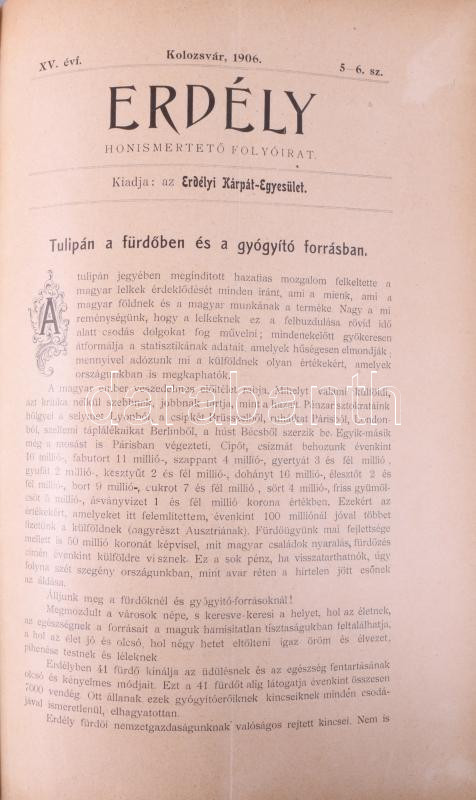 XV. évf.
Kolozsvár, 1906.
5—6. sz.
ERDÉLY
HONISMERTETŐ FOLYÓIRAT.
Kiadja: az Erdélyi Kárpát-Egyesület.
Tulipán a fürdőben és a gyógyító forrásban.
A tulipán jegyében megindított hazafias mozgalom felkeltette a
magyar lelkek érdeklődését minden iránt, ami a mienk, ami a
magyar földnek és a magyar munkának a terméke. Nagy a mi
reménységünk, hogy a lelkeknek ez a felbuzdulása rövid idő
alatt csodás dolgokat fog művelni; mindenekelőtt gyökeresen
átformálja a statisztikának adatait, amelyek hűségesen elmondják,
mennyivel adózunk mi a külföldnek olyan értékekért, amelyek
országunkban is megkaphatók.
A magyar ember veszedelmes előitélet rabja. Mihelyt valami külföldi,
azt kritika nélkül szebbnek, jobbnak tartja, mint a hazait. Pénzarisztokratáink
hölgyei a selymet Lyonból, a csipkét Brüsszelből, ruháikat Párisból, London-
ból, szellemi táplálékaikat Berlinből, a húst Bécsből szerzik be. Egyik-másik
még a mosást is Párisban végezteti. Cipőt, csizmát behozunk évenkint
16 millió-, fabutort 11 millió-, szappant 4 millió-, gyertyát 3 és fél millió,
gyufát 2 millió-, kesztyűt 2 és fél millió-, dohányt 16 millió, élesztőt 2 és
fél millió-, bort 9 millió-, cukrot 7 és fél millió, sört 4 millió-, friss gyümöl-
csöt 5 millió-, ásványvizet 1 és fél millió korona értékben. Ezekért az
értékekért, amelyeket itt felemlítettem, évenkint 100 milliónál jóval többet
fizetünk a külföldnek (nagyrészt Ausztriának). Fürdőügyünk mai fejlettsége
mellett is 50 millió koronát képvisel, mit magyar családok nyaralás, fürdőzés
címén évenkint külföldre visznek. Ez a sok pénz, ha visszatarthatnók, úgy
folyna szét szegény országunkban, mint avar réten a hirtelen jött esőnek
az áldása.
Álljunk meg a fürdőknél és gyógyító-forrásoknál!
Megmozdult a városok népe, s keresve-keresi a helyet, hol az életnek,
az egészségnek a forrásait a maguk hamisítatlan tisztaságukban feltalálhatja,
a hol az élet jó és olcsó, hol négy hetet eltölteni igaz öröm és élvezet,
pihenése testnek és léleknek
Erdélyben 41 fürdő kinálja az üdülésnek és az egészség fentartásának
olcsó és kényelmes módjait. Ezt a 41 fürdőt alig látogatja évenkint összesen
7000 vendég. Ott állanak ezek gyógyítóerőiknek kincseiknek minden csodá-
jával ismeretlenül, elhagyatottan.
Erdély fürdői nemzetgazdaságunknak valóságos rejtett kincsei. Nem is